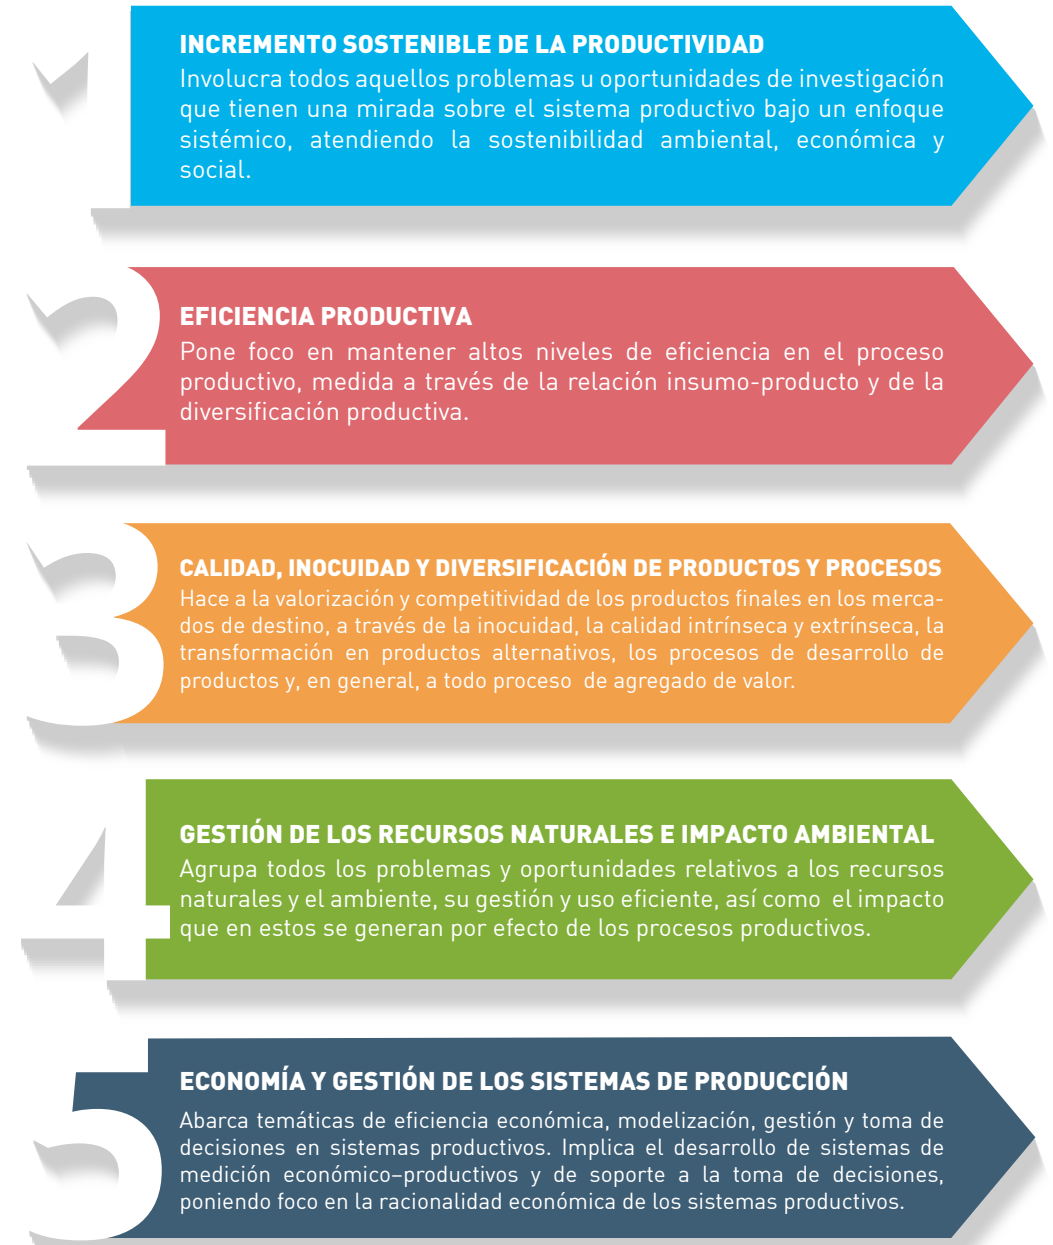 1
INCREMENTO SOSTENIBLE DE LA PRODUCTIVIDAD
Involucra todos aquellos problemas u oportunidades de investigación
que tienen una mirada sobre el sistema productivo bajo un enfoque
sistémico, atendiendo la sostenibilidad ambiental, económica y
social.
2
EFICIENCIA PRODUCTIVA
Pone foco en mantener altos niveles de eficiencia en el proceso
productivo, medida a través de la relación insumo-producto y de la
diversificación productiva.
3
CALIDAD, INOCUIDAD Y DIVERSIFICACIÓN DE PRODUCTOS Y PROCESOS
Hace a la valorización y competitividad de los productos finales en los merca-
dos de destino, a través de la inocuidad, la calidad intrínseca y extrínseca, la
transformación en productos alternativos, los procesos de desarrollo de
productos y, en general, a todo proceso de agregado de valor.
4
GESTIÓN DE LOS RECURSOS NATURALES E IMPACTO AMBIENTAL
Agrupa todos los problemas y oportunidades relativos a los recursos
naturales y el ambiente, su gestión y uso eficiente, así como el impacto
que en estos se generan por efecto de los procesos productivos.
5
ECONOMÍA Y GESTIÓN DE LOS SISTEMAS DE PRODUCCIÓN
Abarca temáticas de eficiencia económica, modelización, gestión y toma de
decisiones en sistemas productivos. Implica el desarrollo de sistemas de
medición económico–productivos y de soporte a la toma de decisiones,
poniendo foco en la racionalidad económica de los sistemas productivos.